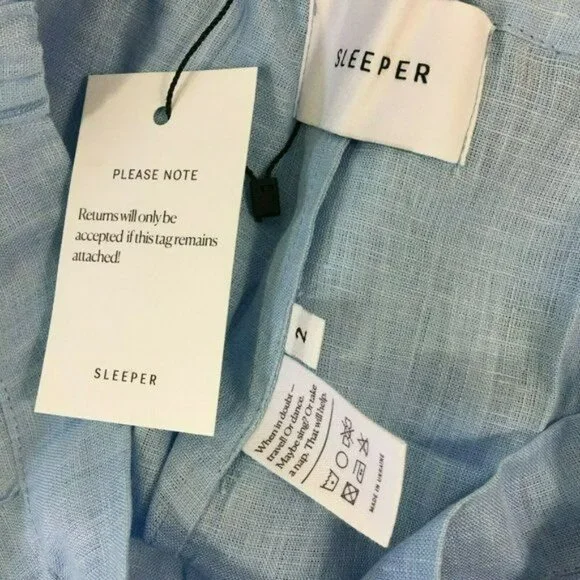 SLEEPER
PLEASE NOTE
Returns will only be
accepted if this tag remains
attached!
SLEEPER
2
When in doubt —
travel! Or dance.
Maybe sing? Or take
a nap. That will help.
MADE IN UKRAINE